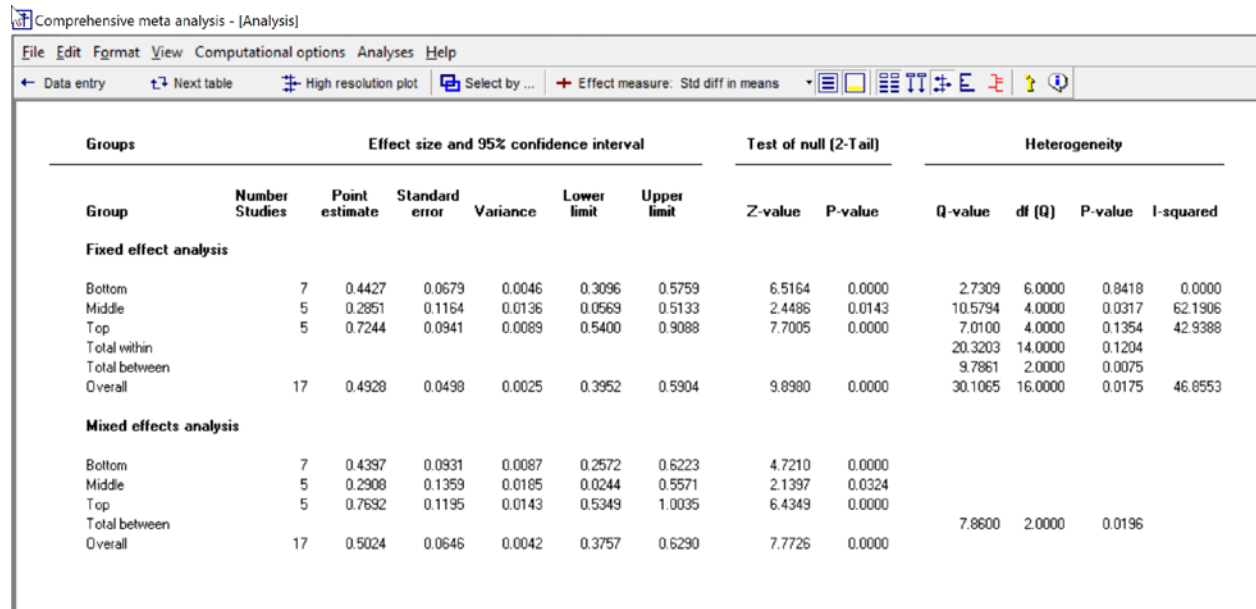 Comprehensive meta analysis - [Analysis]
File Edit Format View Computational options Analyses Help
← Data entry Next table High resolution plot Select by ... + Effect measure: Std diff in means
Groups Effect size and 95% confidence interval Test of null (2-Tail) Heterogeneity
Group Number Studies Point estimate Standard error Variance Lower limit Upper limit Z-value P-value Q-value df (Q) P-value I-squared
Fixed effect analysis
Bottom 7 0.4427 0.0679 0.0046 0.3096 0.5759 6.5164 0.0000 2.7309 6.0000 0.8418 0.0000
Middle 5 0.2851 0.1164 0.0136 0.0569 0.5133 2.4486 0.0143 10.5794 4.0000 0.0317 62.1906
Top 5 0.7244 0.0941 0.0089 0.5400 0.9088 7.7005 0.0000 7.0100 4.0000 0.1354 42.9388
Total within 20.3203 14.0000 0.1204
Total between 9.7861 2.0000 0.0075
Overall 17 0.4928 0.0498 0.0025 0.3952 0.5904 9.8980 0.0000 30.1065 16.0000 0.0175 46.8553
Mixed effects analysis
Bottom 7 0.4397 0.0931 0.0087 0.2572 0.6223 4.7210 0.0000
Middle 5 0.2908 0.1359 0.0185 0.0244 0.5571 2.1397 0.0324
Top 5 0.7692 0.1195 0.0143 0.5349 1.0035 6.4349 0.0000
Total between 7.8600 2.0000 0.0196
Overall 17 0.5024 0.0646 0.0042 0.3757 0.6290 7.7726 0.0000